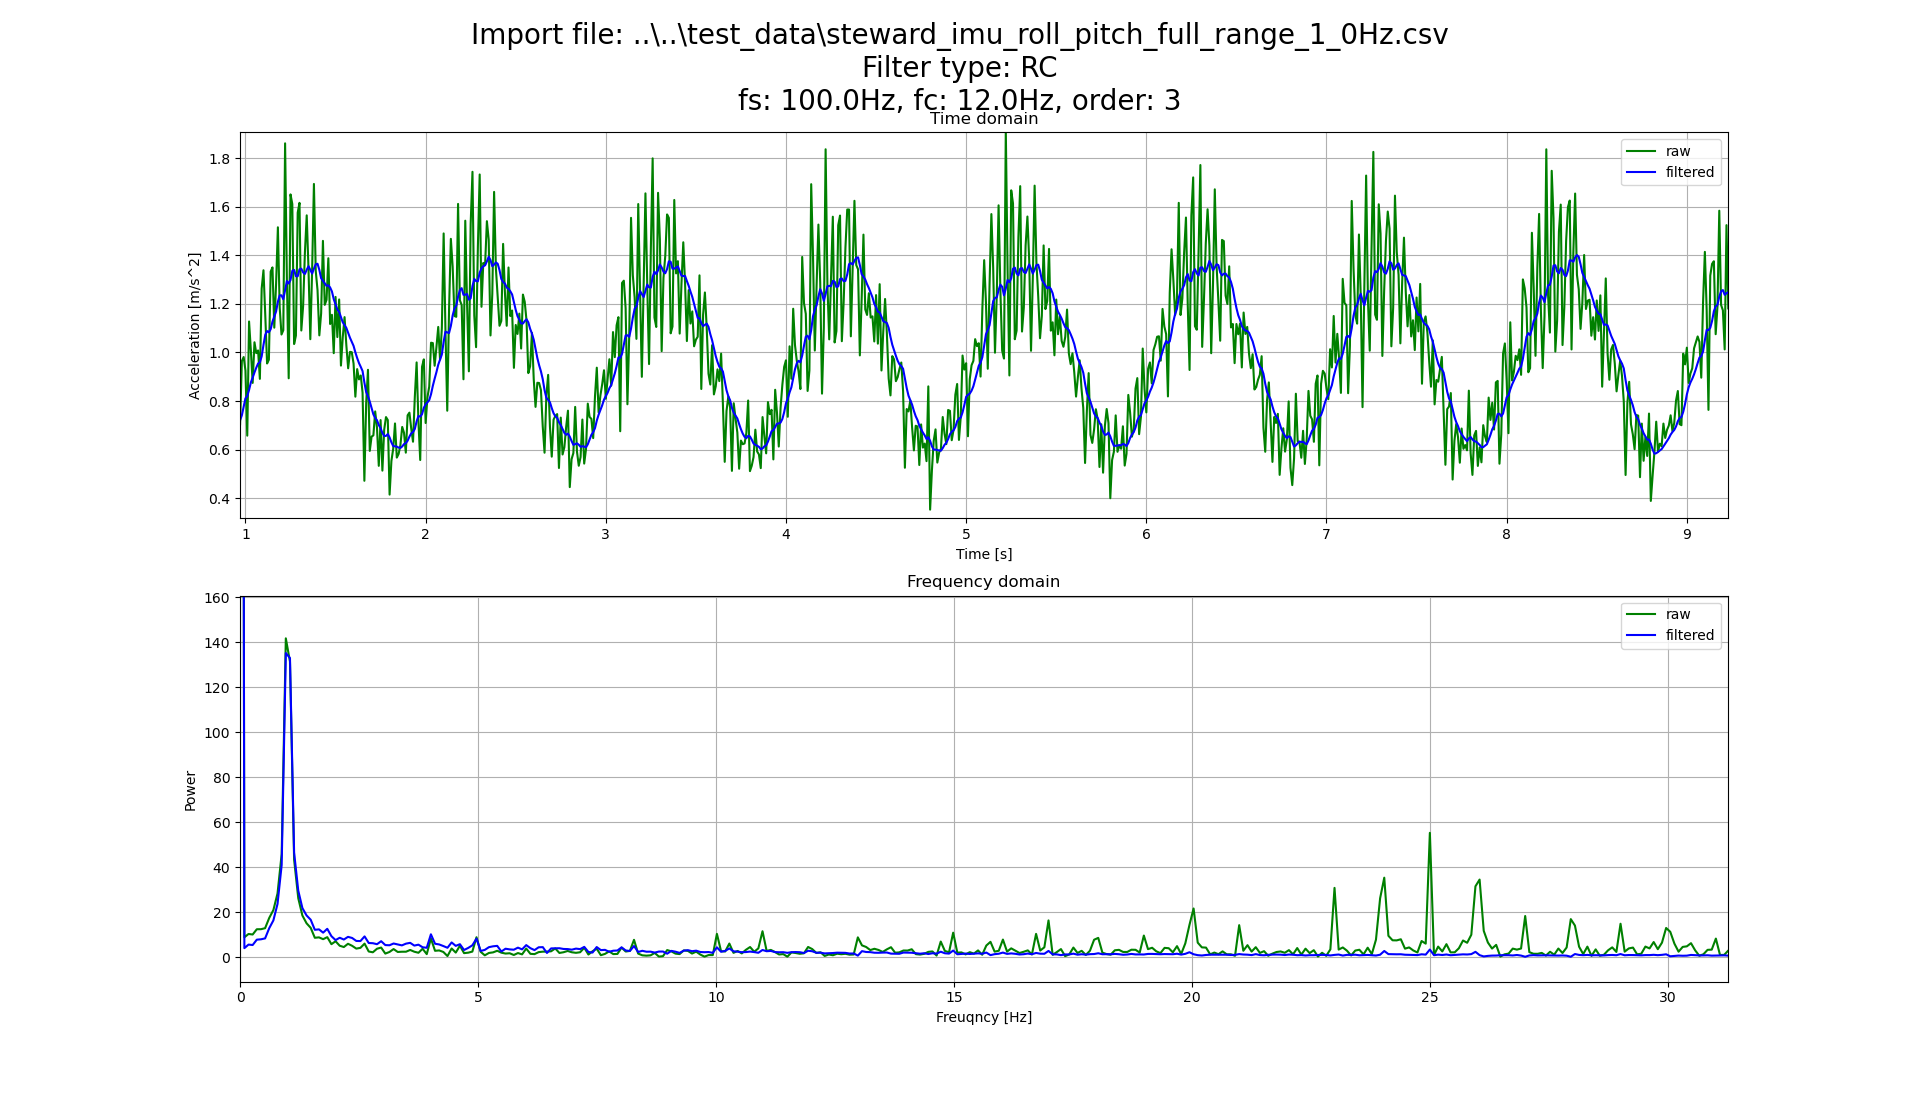 Import file: ..\..\test_data\steward_imu_roll_pitch_full_range_1_0Hz.csv
Filter type: RC
fs: 100.0Hz, fc: 12.0Hz, order: 3
Time domain
raw
filtered
1.8
1.6
1.4
1.2
1.0
0.8
0.6
0.4
Acceleration [m/s^2]
1 2 3 4 5 6 7 8 9
Time [s]
Frequency domain
raw
filtered
160
140
120
100
80
60
40
20
0
Power
0 5 10 15 20 25 30
Freuqncy [Hz]